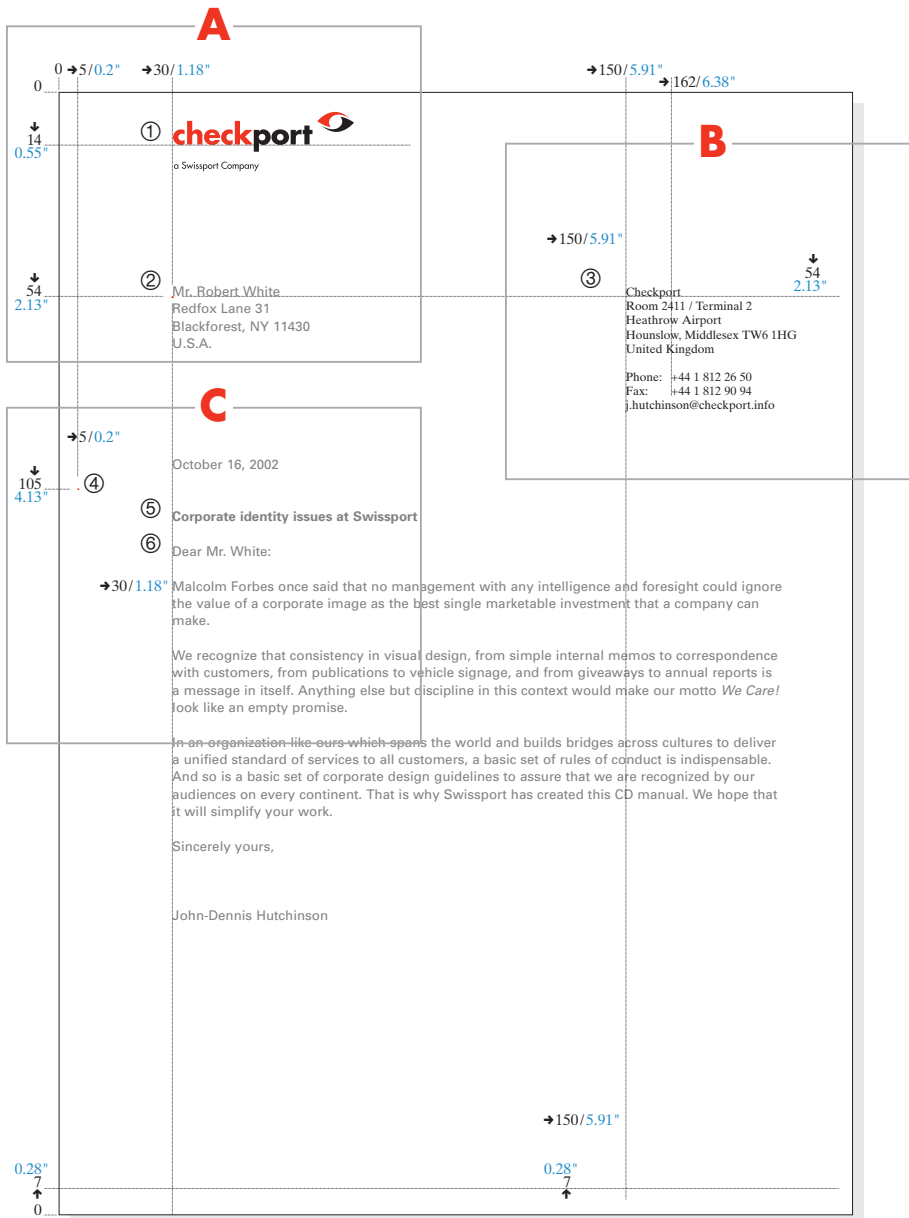 A
0 ➔5/0.2" ➔30/1.18" ➔150/5.91"
0 ➔162/6.38"
① checkport
14
0.55"
a Swissport Company
B
➔150/5.91"
54
2.13"
②
54
2.13"
Mr. Robert White
Redfox Lane 31
Blackforest, NY 11430
U.S.A.
③
Checkport
Room 2411 / Terminal 2
Heathrow Airport
Hounslow, Middlesex TW6 1HG
United Kingdom
Phone: +44 1 812 26 50
Fax: +44 1 812 90 94
j.hutchinson@checkport.info
C
➔5/0.2"
October 16, 2002
105
4.13"
④
⑤ Corporate identity issues at Swissport
⑥ Dear Mr. White:
➔30/1.18" Malcolm Forbes once said that no management with any intelligence and foresight could ignore
the value of a corporate image as the best single marketable investment that a company can
make.
We recognize that consistency in visual design, from simple internal memos to correspondence
with customers, from publications to vehicle signage, and from giveaways to annual reports is
a message in itself. Anything else but discipline in this context would make our motto We Care!
look like an empty promise.
In an organization like ours which spans the world and builds bridges across cultures to deliver
a unified standard of services to all customers, a basic set of rules of conduct is indispensable.
And so is a basic set of corporate design guidelines to assure that we are recognized by our
audiences on every continent. That is why Swissport has created this CD manual. We hope that
it will simplify your work.
Sincerely yours,
John-Dennis Hutchinson
➔150/5.91"
0.28" 0.28"
7 7
0